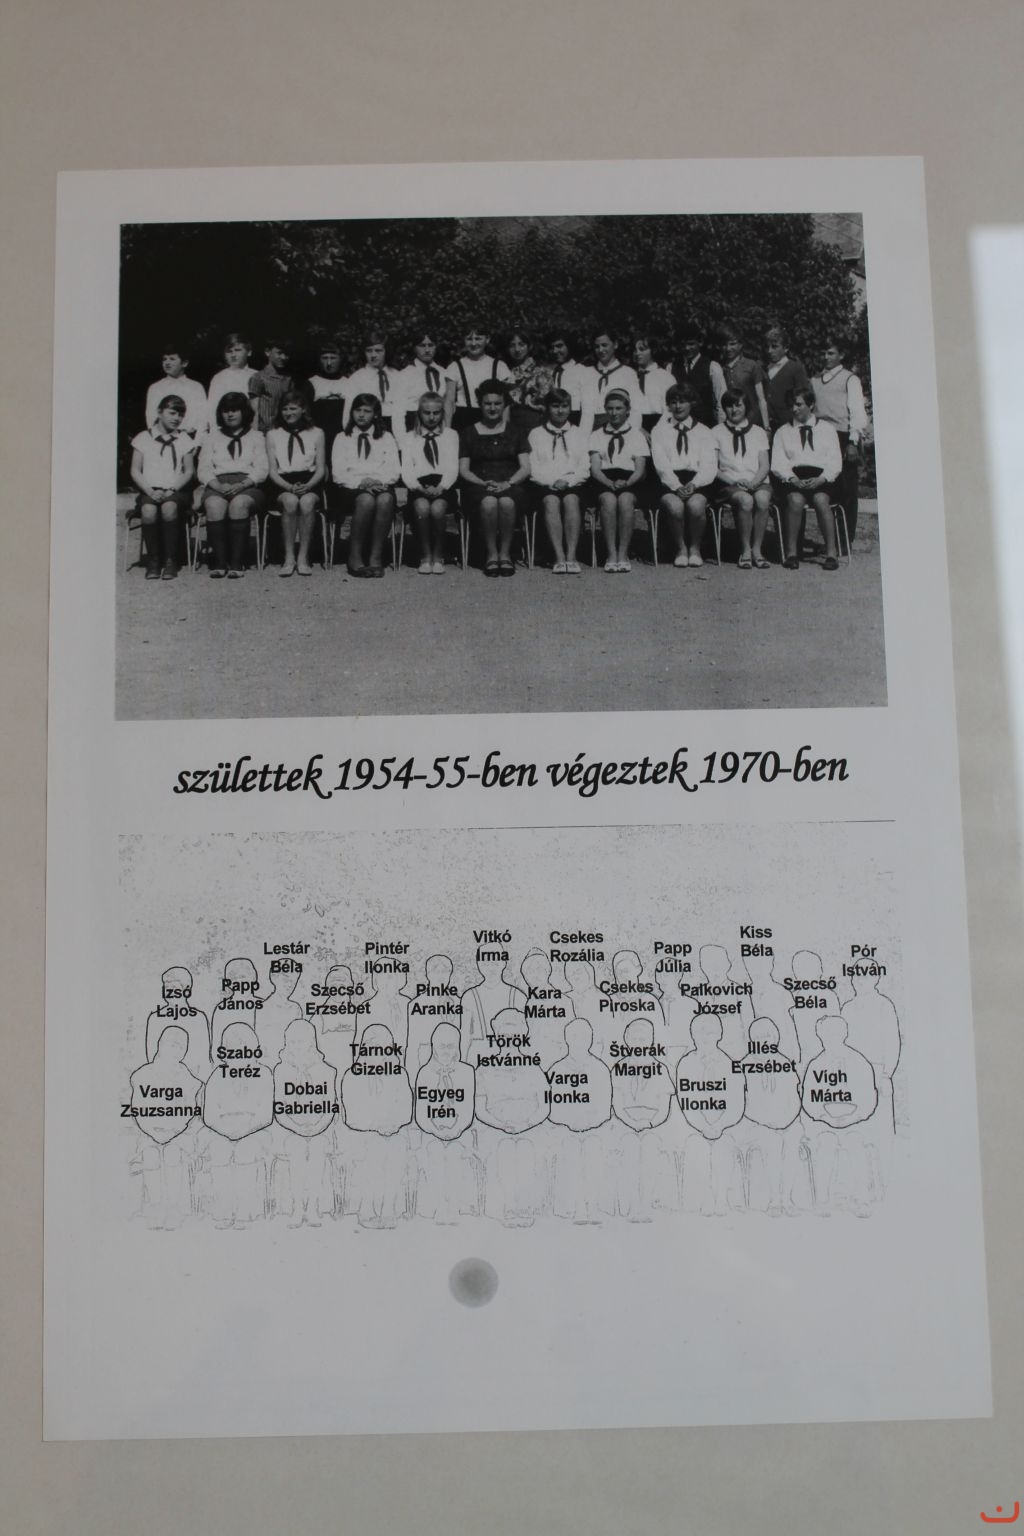 születtek 1954-55-ben végeztek 1970-ben
Izsó
Lajos
Papp
János
Lestár
Béla
Szecső
Erzsébet
Pintér
Ilonka
Pinke
Aranka
Vitkó
Irma
Kara
Márta
Csekes
Rozália
Csekes
Piroska
Papp
Júlia
Palkovich
József
Kiss
Béla
Szecső
Béla
Pór
István
Varga
Zsuzsanna
Szabó
Teréz
Dobai
Gabriella
Tárnok
Gizella
Egyeg
Irén
Török
Istvánné
Varga
Ilonka
Štverák
Margit
Bruszi
Ilonka
Illés
Erzsébet
Vigh
Márta